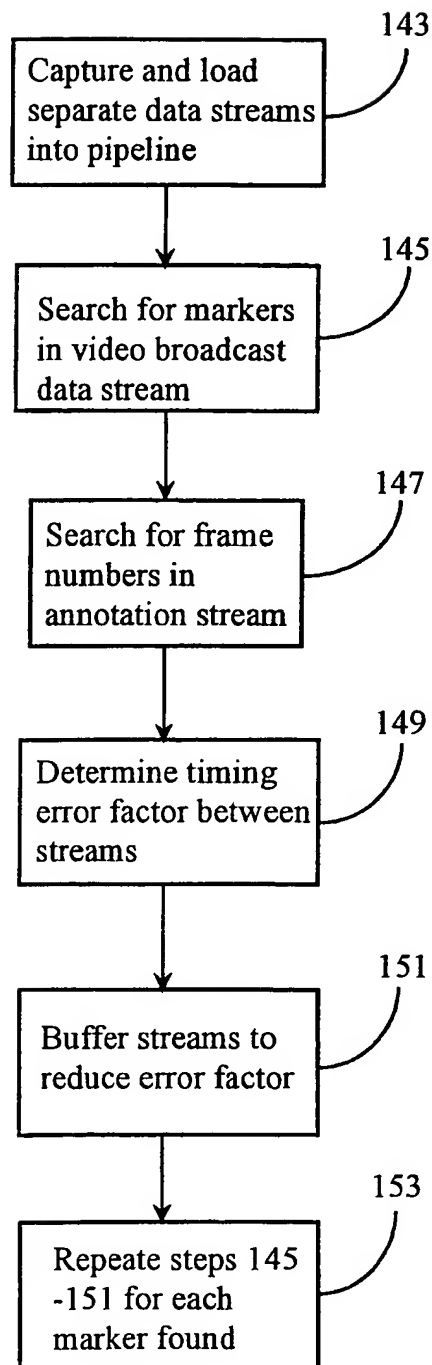 143
Capture and load
separate data streams
into pipeline
145
Search for markers
in video broadcast
data stream
147
Search for frame
numbers in
annotation stream
149
Determine timing
error factor between
streams
151
Buffer streams to
reduce error factor
153
Repeat steps 145
-151 for each
marker found